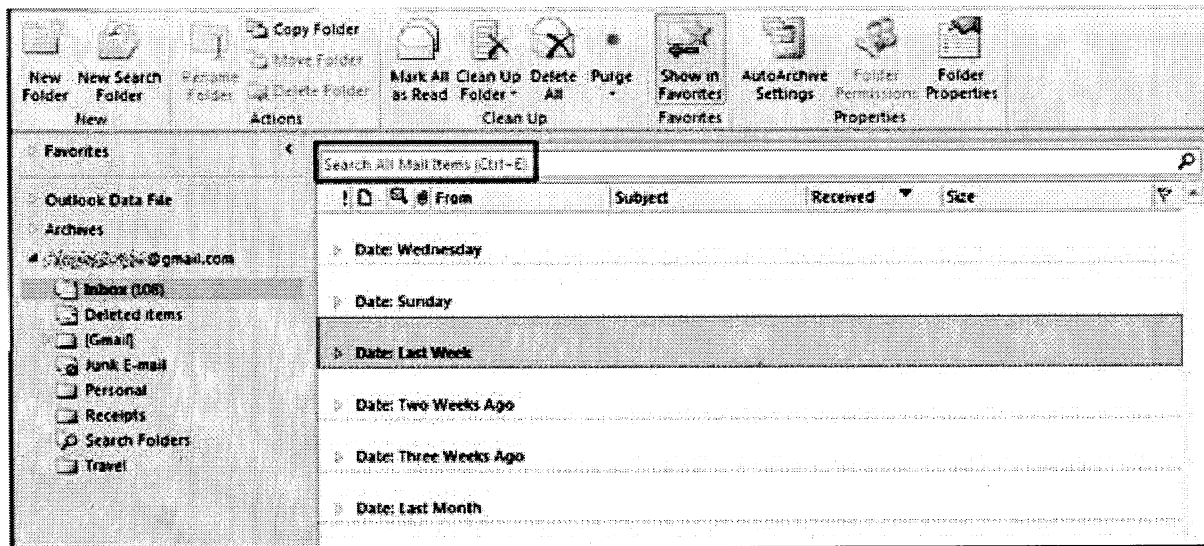 Copy Folder
Move Folder
Delete Folder
New Folder
New Search Folder
Rename Folder
Mark All as Read
Clean Up Folder
Delete All
Purge
Show in Favorites
AutoArchive Settings
Folder Permissions
Folder Properties
New
Actions
Clean Up
Favorites
Properties
Favorites
Search All Mail Items (Ctrl+E)
! From Subject Received Size
Outlook Data File
Archives
@gmail.com
Inbox (108)
Deleted Items
[Gmail]
Junk E-mail
Personal
Receipts
Search Folders
Travel
Date: Wednesday
Date: Sunday
Date: Last Week
Date: Two Weeks Ago
Date: Three Weeks Ago
Date: Last Month